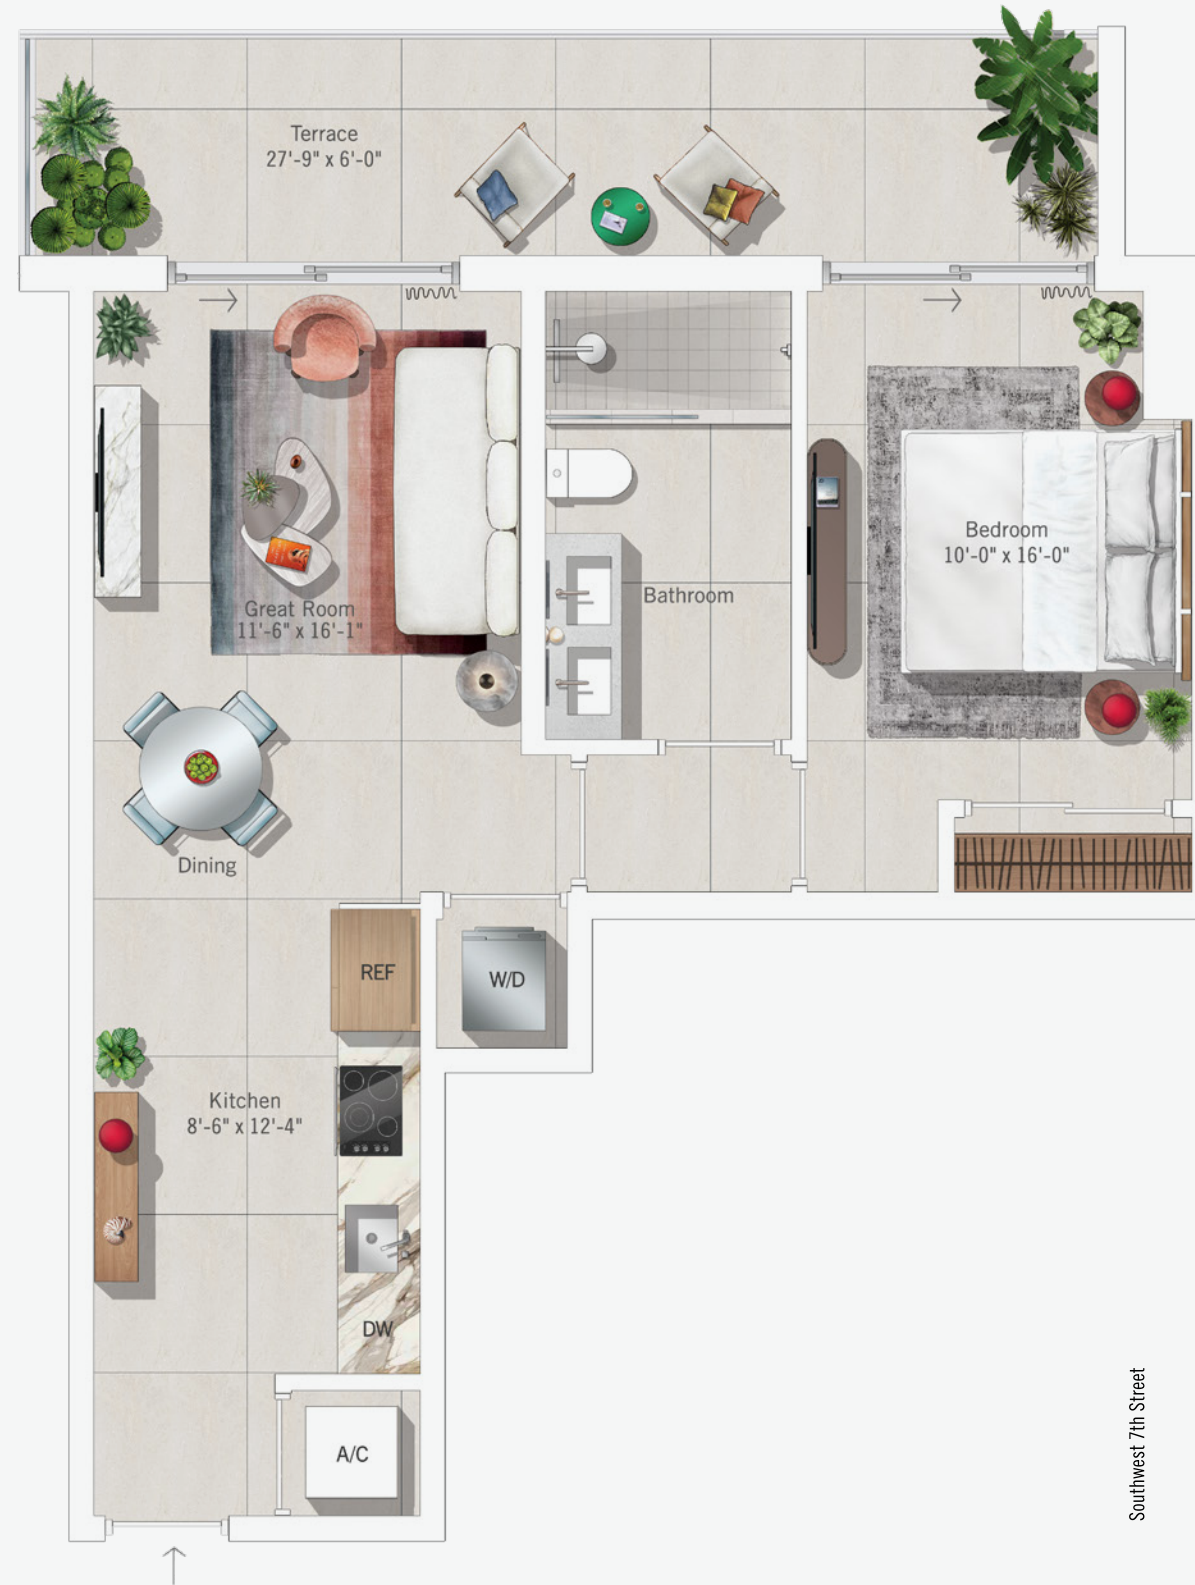 Terrace
27'-9" x 6'-0"
Bedroom
10'-0" x 16'-0"
Bathroom
Great Room
11'-6" x 16'-1"
Dining
REF
W/D
Kitchen
8'-6" x 12'-4"
DW
A/C
Southwest 7th Street